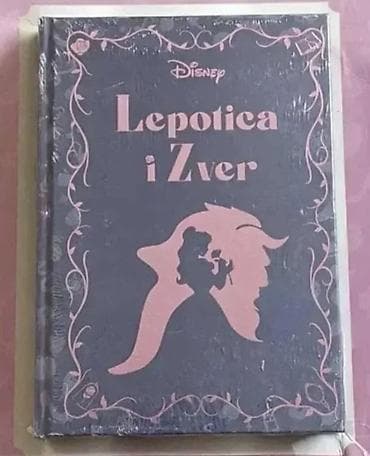 Disney
Lepotica
i Zver